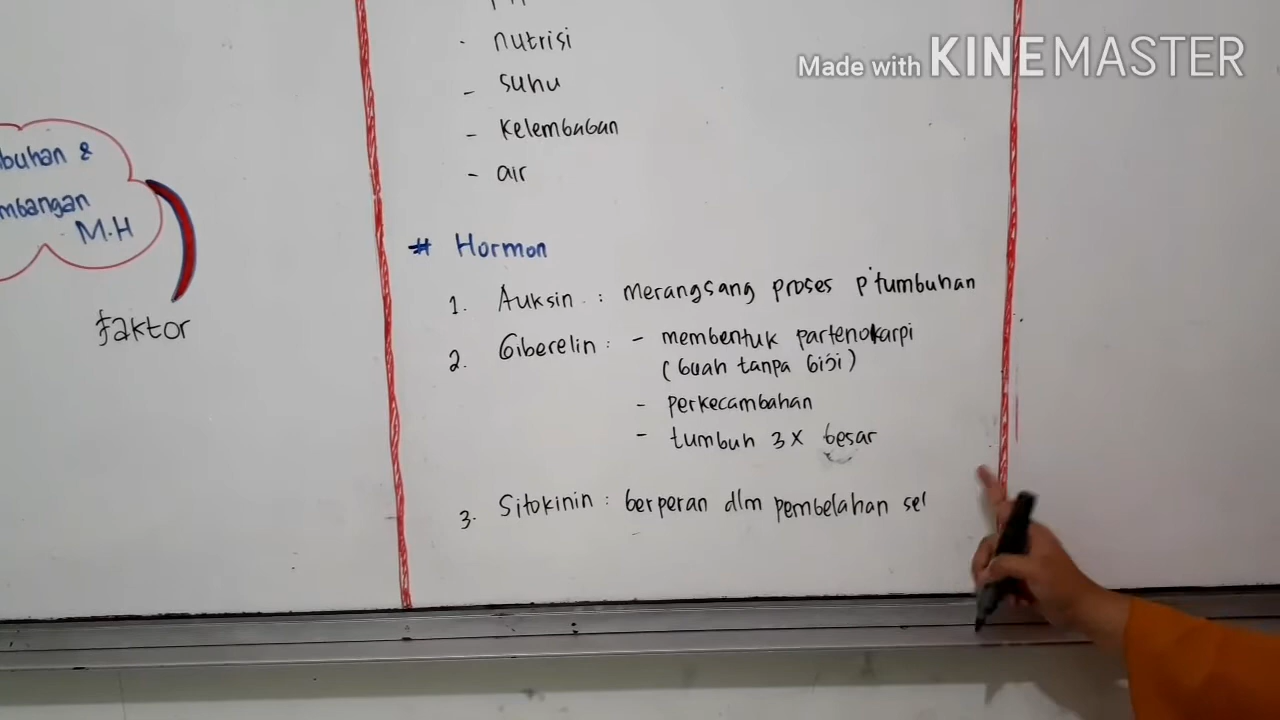 · nutrisi
- suhu
- Kelembaban
- air
buhan &
mbangan
M.H
faktor
# Hormon
1. Auksin : merangsang proses p'tumbuhan
2. Giberelin : - membentuk partenokarpi
(buah tanpa biji)
- perkecambahan
- tumbuh 3x besar
3. Sitokinin : berperan dlm pembelahan sel
Made with KINEMASTER